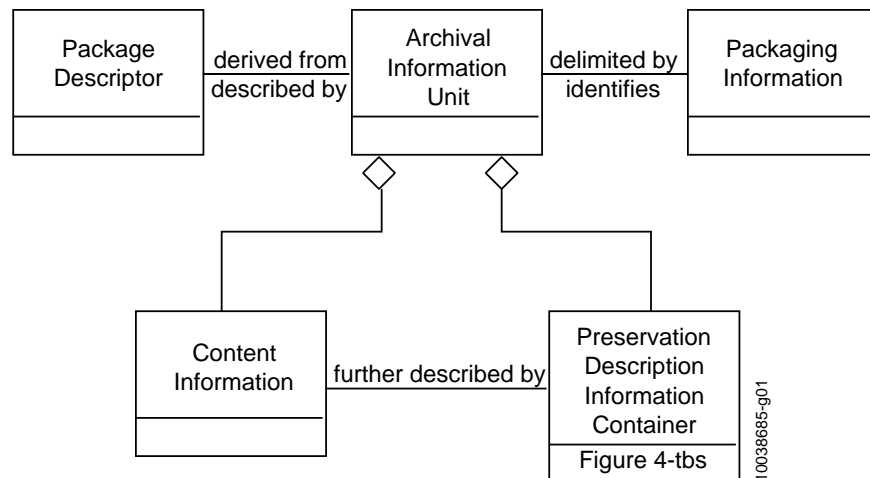 Package
Descriptor
derived from
described by
Archival
Information
Unit
delimited by
identifies
Packaging
Information
Content
Information
further described by
Preservation
Description
Information
Container
Figure 4-tbs
10038685-g01